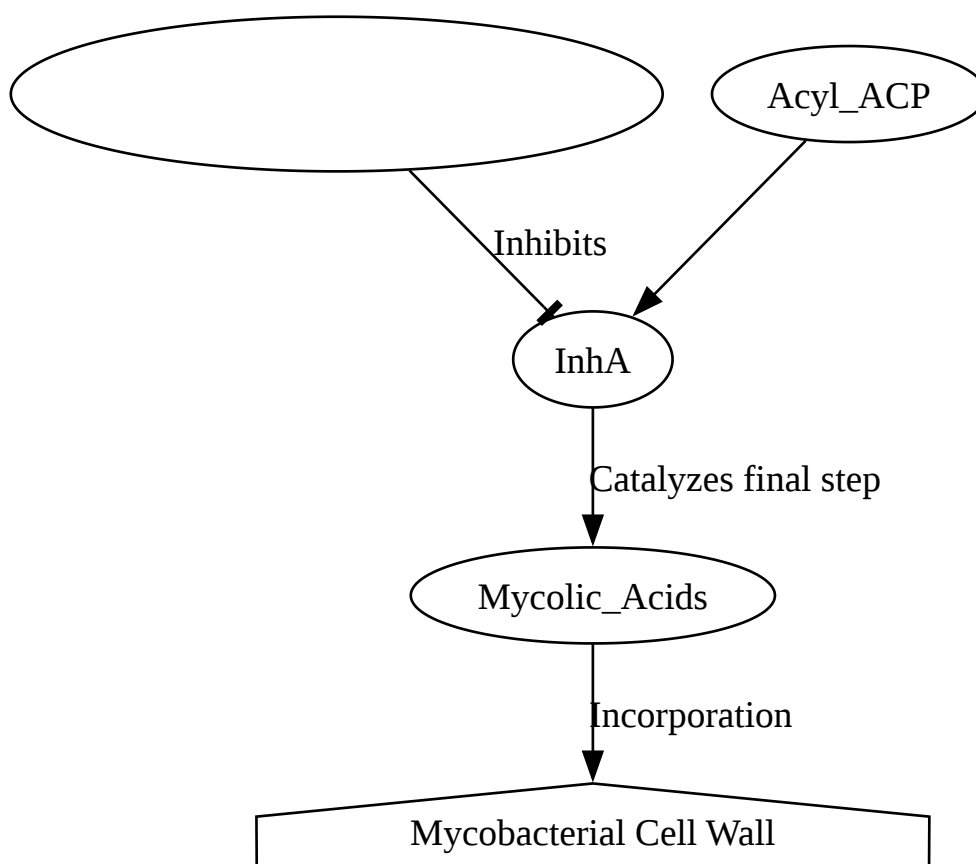 Acyl_ACP
Inhibits
InhA
Catalyzes final step
Mycolic_Acids
Incorporation
Mycobacterial Cell Wall